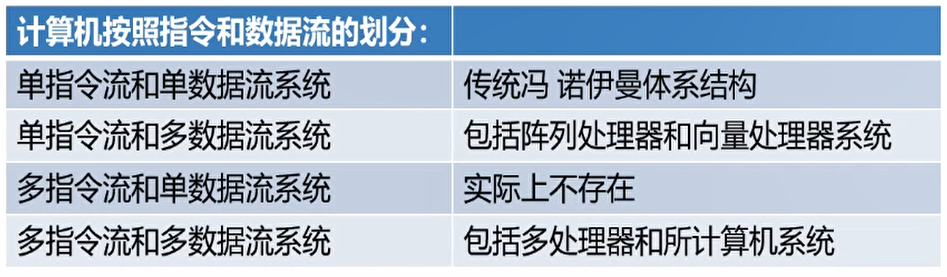 计算机按照指令和数据流的划分：
单指令流和单数据流系统 传统冯 诺伊曼体系结构
单指令流和多数据流系统 包括阵列处理器和向量处理器系统
多指令流和单数据流系统 实际上不存在
多指令流和多数据流系统 包括多处理器和所计算机系统